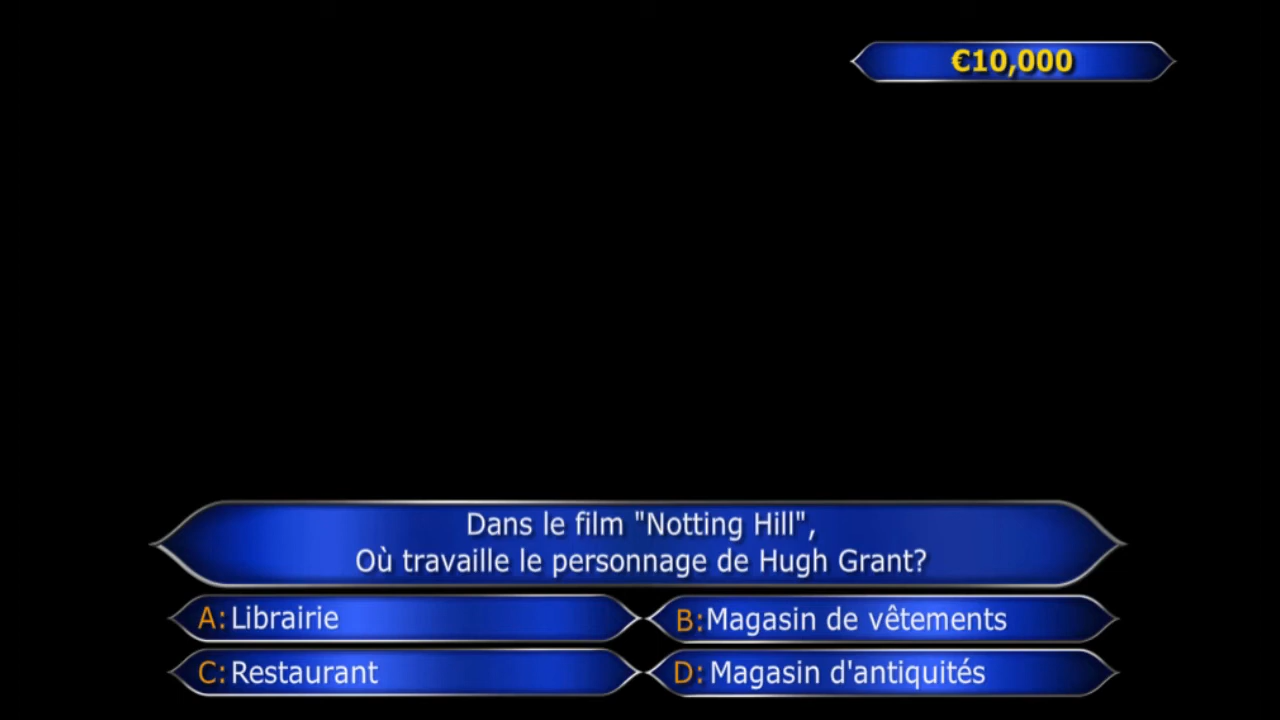 €10,000
Dans le film "Notting Hill",
Où travaille le personnage de Hugh Grant?
A: Librairie
B: Magasin de vêtements
C: Restaurant
D: Magasin d'antiquités